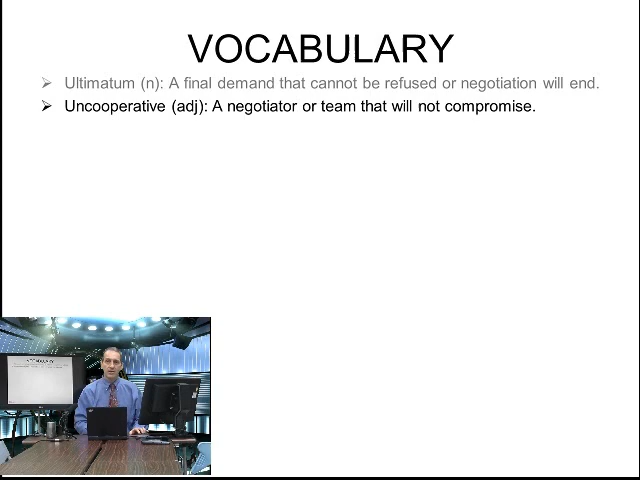 VOCABULARY
➢ Ultimatum (n): A final demand that cannot be refused or negotiation will end.
➢ Uncooperative (adj): A negotiator or team that will not compromise.
VOCABULARY